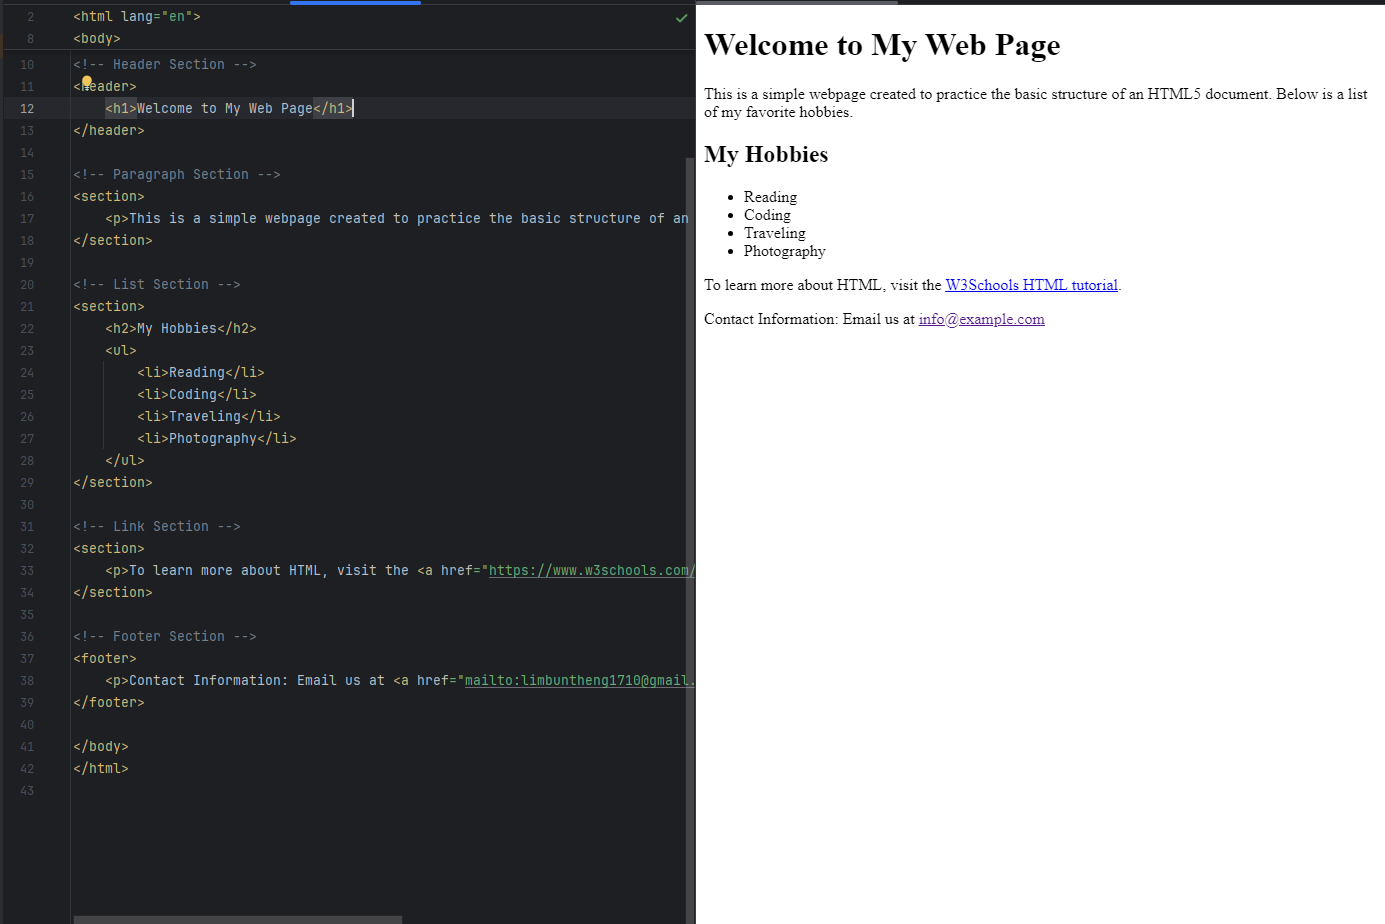 2 <html lang="en">
8 <body>
10 <!-- Header Section -->
11 <header>
12 <h1>Welcome to My Web Page</h1>
13 </header>
14
15 <!-- Paragraph Section -->
16 <section>
17 <p>This is a simple webpage created to practice the basic structure of an
18 </section>
19
20 <!-- List Section -->
21 <section>
22 <h2>My Hobbies</h2>
23 <ul>
24 <li>Reading</li>
25 <li>Coding</li>
26 <li>Traveling</li>
27 <li>Photography</li>
28 </ul>
29 </section>
30
31 <!-- Link Section -->
32 <section>
33 <p>To learn more about HTML, visit the <a href="https://www.w3schools.com/
34 </section>
35
36 <!-- Footer Section -->
37 <footer>
38 <p>Contact Information: Email us at <a href="mailto:limbuntheng1710@gmail.
39 </footer>
40
41 </body>
42 </html>
43
Welcome to My Web Page
This is a simple webpage created to practice the basic structure of an HTML5 document. Below is a list
of my favorite hobbies.
My Hobbies
• Reading
• Coding
• Traveling
• Photography
To learn more about HTML, visit the W3Schools HTML tutorial.
Contact Information: Email us at info@example.com